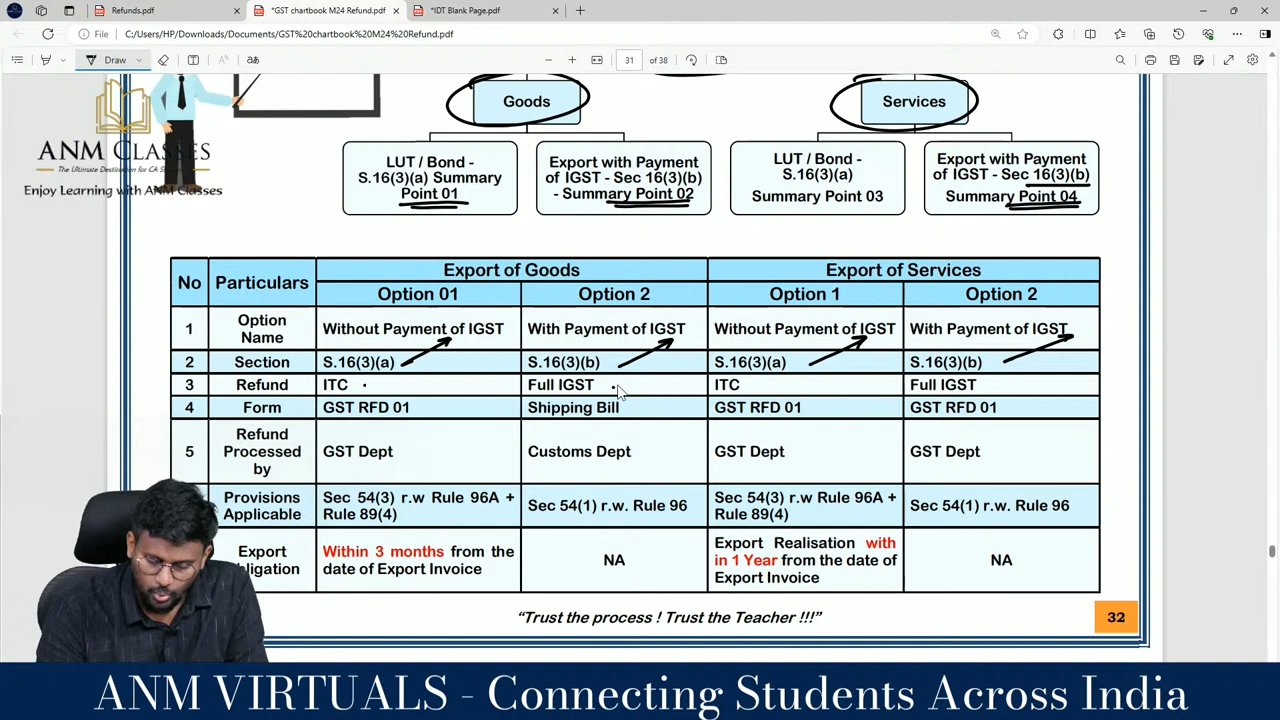 Refunds.pdf
*GST chartbook M24 Refund.pdf
*IDT Blank Page.pdf
File
C:/Users/HP/Downloads/Documents/GST%20chartbook%20M24%20Refund.pdf
Draw
31
of 38
ANM CLASSES
The Ultimate Destination for CA
Enjoy Learning with ANM Classes
Goods
Services
LUT / Bond -
S.16(3)(a) Summary
Point 01
Export with Payment
of IGST - Sec 16(3)(b)
- Summary Point 02
LUT / Bond -
S.16(3)(a)
Summary Point 03
Export with Payment
of IGST - Sec 16(3)(b)
Summary Point 04
No
Particulars
Export of Goods
Export of Services
Option 01
Option 2
Option 1
Option 2
1
Option
Name
Without Payment of IGST
With Payment of IGST
Without Payment of IGST
With Payment of IGST
2
Section
S.16(3)(a)
S.16(3)(b)
S.16(3)(a)
S.16(3)(b)
3
Refund
ITC
Full IGST
ITC
Full IGST
4
Form
GST RFD 01
Shipping Bill
GST RFD 01
GST RFD 01
5
Refund
Processed
by
GST Dept
Customs Dept
GST Dept
GST Dept
Provisions
Applicable
Sec 54(3) r.w Rule 96A +
Rule 89(4)
Sec 54(1) r.w. Rule 96
Sec 54(3) r.w Rule 96A +
Rule 89(4)
Sec 54(1) r.w. Rule 96
Export
bligation
Within 3 months from the
date of Export Invoice
NA
Export Realisation with
in 1 Year from the date of
Export Invoice
NA
"Trust the process ! Trust the Teacher !!!"
32
ANM VIRTUALS - Connecting Students Across India